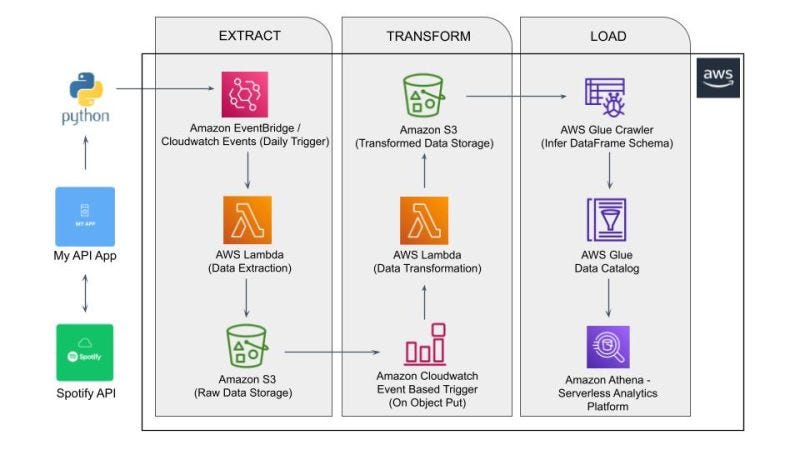 EXTRACT
TRANSFORM
LOAD
aws
python
Amazon EventBridge /
Cloudwatch Events (Daily Trigger)
Amazon S3
(Transformed Data Storage)
AWS Glue Crawler
(Infer DataFrame Schema)
MY APP
My API App
AWS Lambda
(Data Extraction)
AWS Lambda
(Data Transformation)
AWS Glue
Data Catalog
Spotify
Spotify API
Amazon S3
(Raw Data Storage)
Amazon Cloudwatch
Event Based Trigger
(On Object Put)
Amazon Athena -
Serverless Analytics
Platform